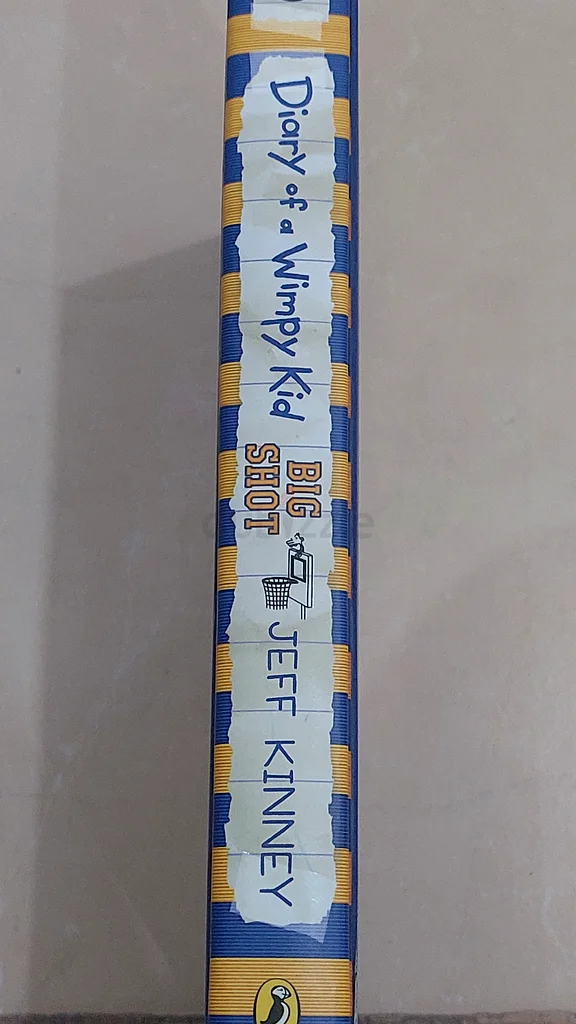 Diary of a Wimpy Kid
BIG
SHOT
JEFF KINNEY